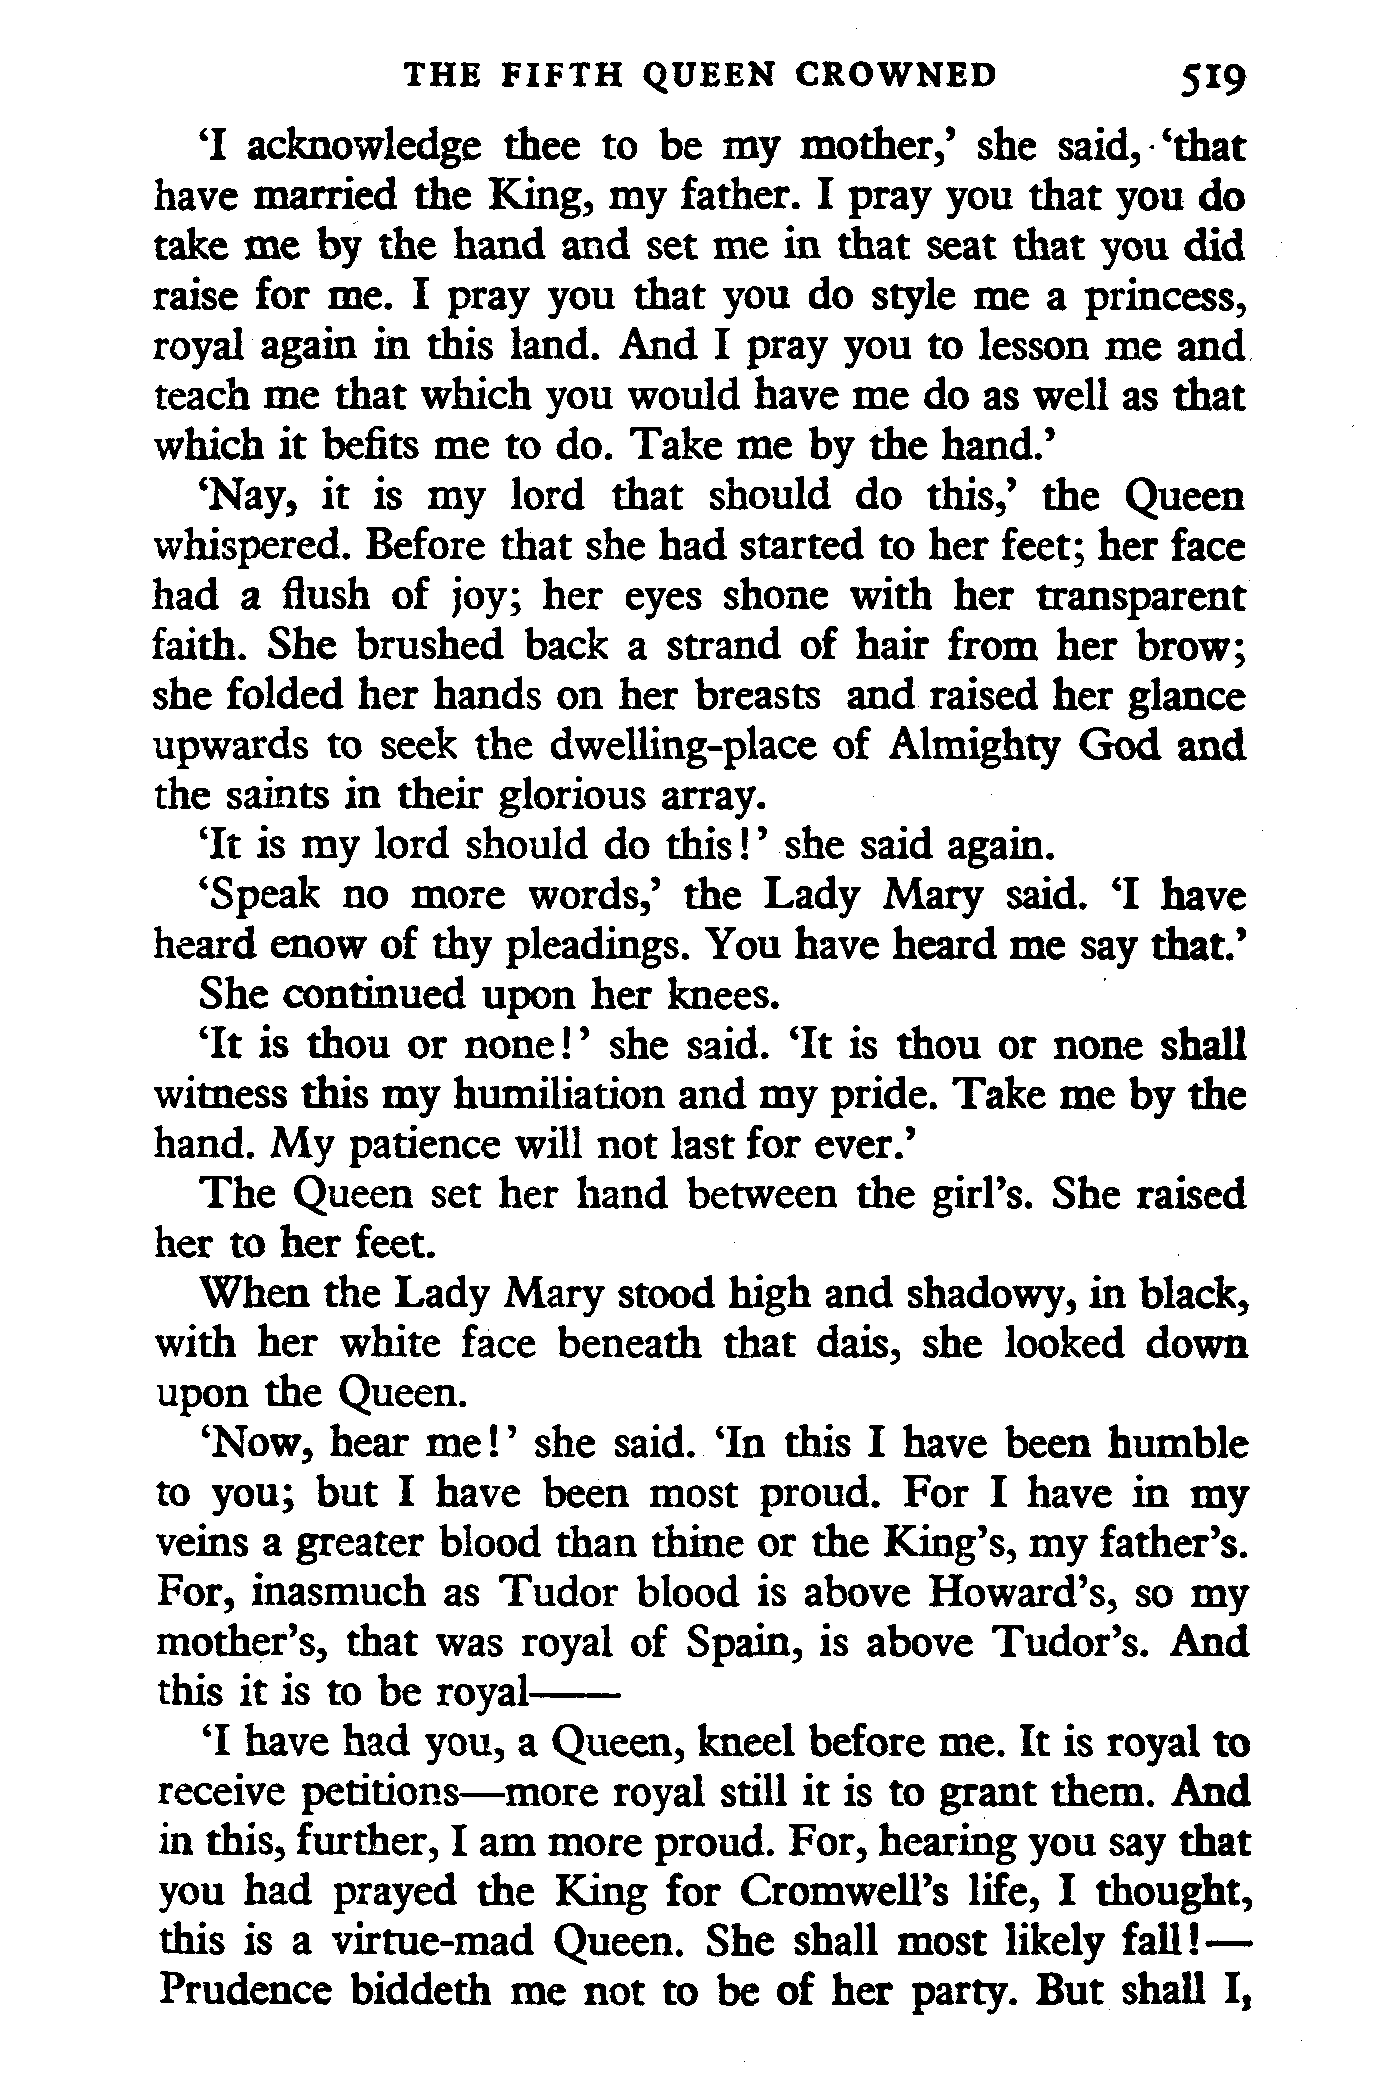 THE FIFTH QUEEN CROWNED 519
‘I acknowledge thee to be my mother,’ she said, ‘that
have married the King, my father. I pray you that you do
take me by the hand and set me in that seat that you did
raise for me. I pray you that you do style me a princess,
royal again in this land. And I pray you to lesson me and
teach me that which you would have me do as well as that
which it befits me to do. Take me by the hand.’
‘Nay, it is my lord that should do this,’ the Queen
whispered. Before that she had started to her feet; her face
had a flush of joy; her eyes shone with her transparent
faith. She brushed back a strand of hair from her brow;
she folded her hands on her breasts and raised her glance
upwards to seek the dwelling-place of Almighty God and
the saints in their glorious array.
‘It is my lord should do this!’ she said again.
‘Speak no more words,’ the Lady Mary said. ‘I have
heard enow of thy pleadings. You have heard me say that.’
She continued upon her knees.
‘It is thou or none!’ she said. ‘It is thou or none shall
witness this my humiliation and my pride. Take me by the
hand. My patience will not last for ever.’
The Queen set her hand between the girl’s. She raised
her to her feet.
When the Lady Mary stood high and shadowy, in black,
with her white face beneath that dais, she looked down
upon the Queen.
‘Now, hear me!’ she said. ‘In this I have been humble
to you; but I have been most proud. For I have in my
veins a greater blood than thine or the King’s, my father’s.
For, inasmuch as Tudor blood is above Howard’s, so my
mother’s, that was royal of Spain, is above Tudor’s. And
this it is to be royal——
‘I have had you, a Queen, kneel before me. It is royal to
receive petitions—more royal still it is to grant them. And
in this, further, I am more proud. For, hearing you say that
you had prayed the King for Cromwell’s life, I thought,
this is a virtue-mad Queen. She shall most likely fall!—
Prudence biddeth me not to be of her party. But shall I,